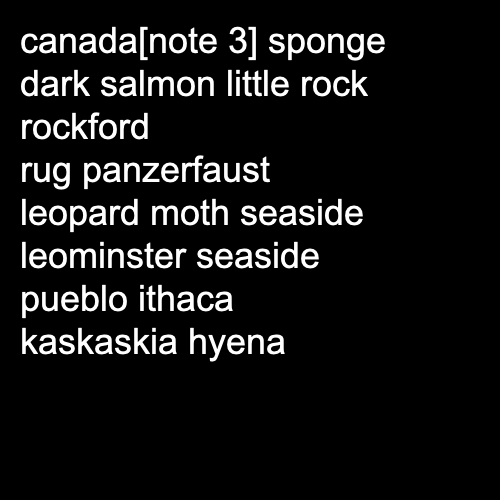 canada[note 3] sponge
dark salmon little rock
rockford
rug panzerfaust
leopard moth seaside
leominster seaside
pueblo ithaca
kaskaskia hyena